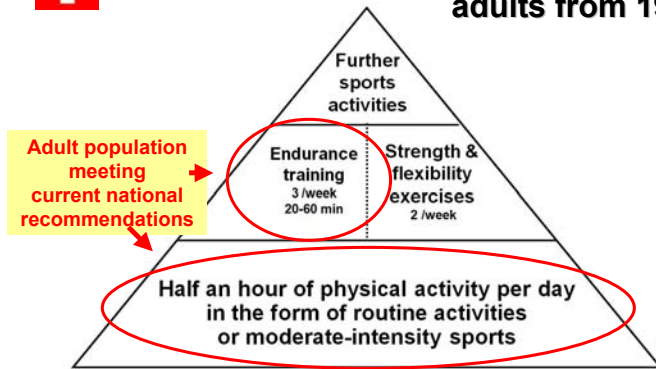 adults from 19
Further
sports
activities
Adult population
meeting
current national
recommendations
Endurance
training
3 /week
20-60 min
Strength &
flexibility
exercises
2 /week
Half an hour of physical activity per day
in the form of routine activities
or moderate-intensity sports